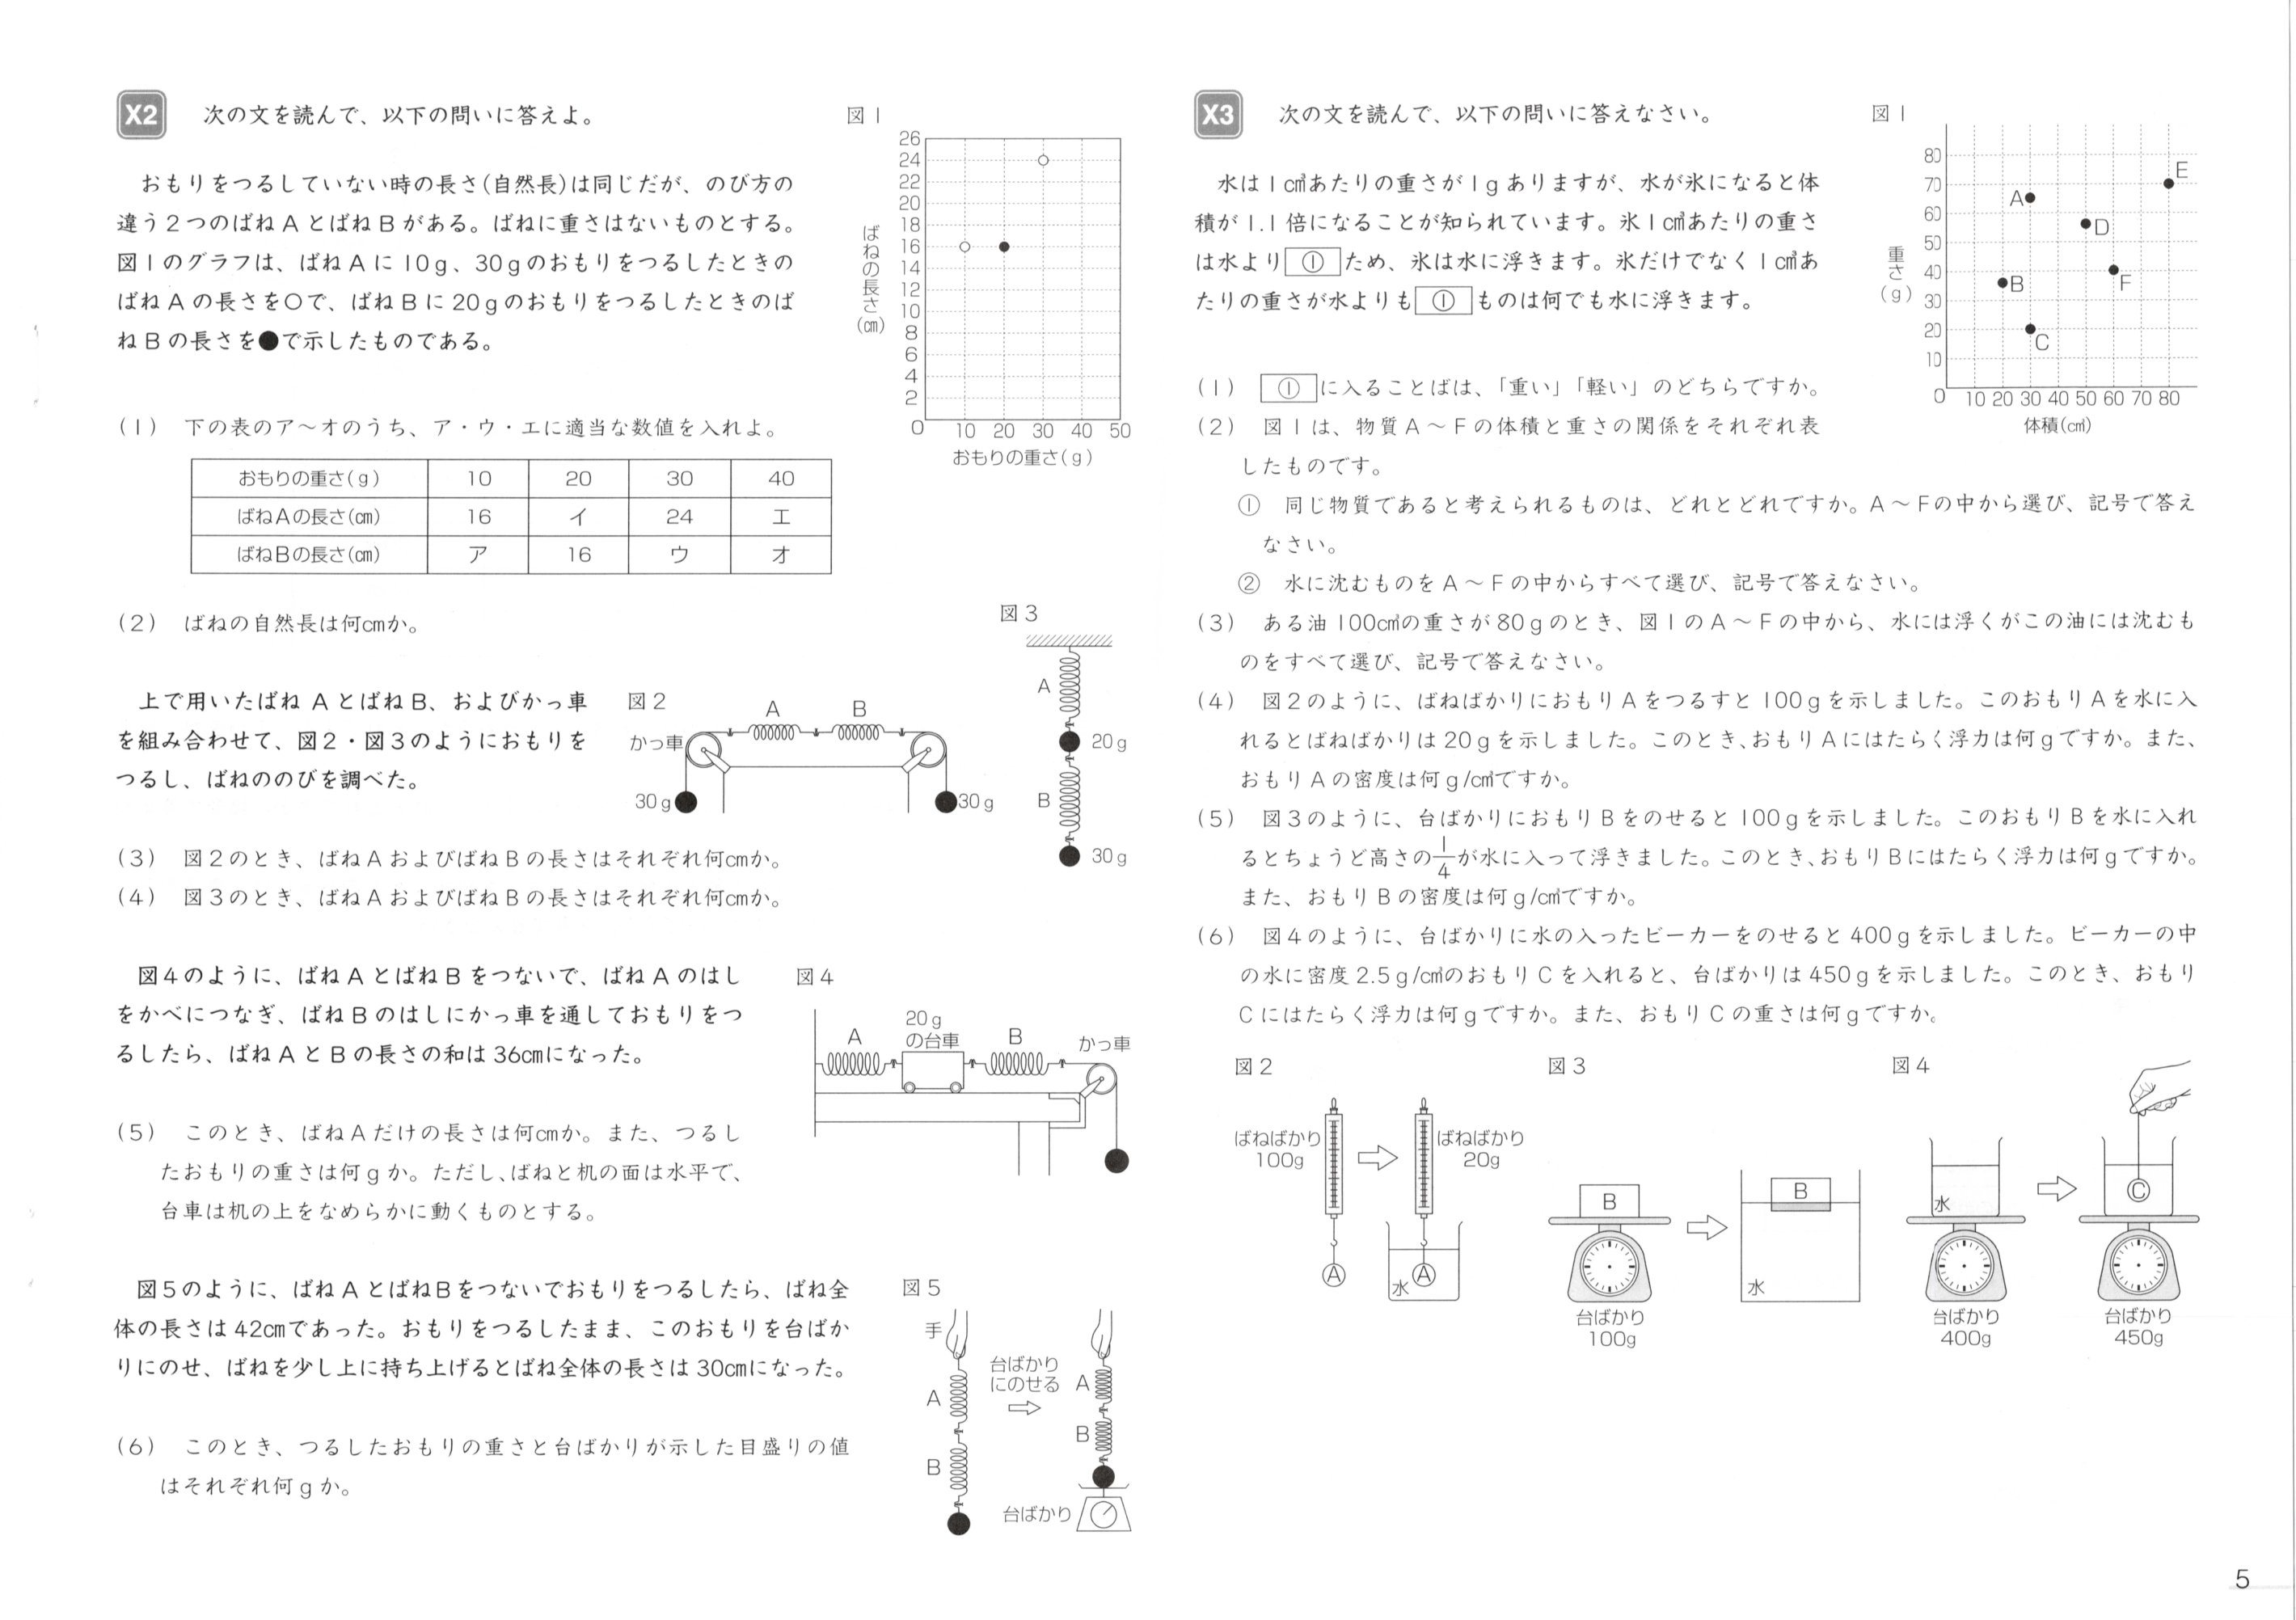 X2 次の文を読んで、以下の問いに答えよ。
おもりをつるしていない時の長さ(自然長)は同じだが、のび方の
違う2つのばねAとばねBがある。ばねに重さはないものとする。
図1のグラフは、ばねAに10g、30gのおもりをつるしたときの
ばねAの長さを○で、ばねBに20gのおもりをつるしたときのば
ねBの長さを●で示したものである。
図1
ばねの長さ(cm)
26
24
22
20
18
16
14
12
10
8
6
4
2
0 10 20 30 40 50
おもりの重さ(g)
(1) 下の表のア～オのうち、ア・ウ・エに適当な数値を入れよ。
おもりの重さ(g) 10 20 30 40
ばねAの長さ(cm) 16 イ 24 エ
ばねBの長さ(cm) ア 16 ウ オ
(2) ばねの自然長は何cmか。
上で用いたばねAとばねB、およびかっ車
を組み合わせて、図2・図3のようにおもりを
つるし、ばねののびを調べた。
図2
A B
かっ車
30g 30g
図3
A
20g
B
30g
(3) 図2のとき、ばねAおよびばねBの長さはそれぞれ何cmか。
(4) 図3のとき、ばねAおよびばねBの長さはそれぞれ何cmか。
図4のように、ばねAとばねBをつないで、ばねAのはし
をかべにつなぎ、ばねBのはしにかっ車を通しておもりをつ
るしたら、ばねAとBの長さの和は36cmになった。
図4
A
20g
の台車
B
かっ車
(5) このとき、ばねAだけの長さは何cmか。また、つるし
たおもりの重さは何gか。ただし、ばねと机の面は水平で、
台車は机の上をなめらかに動くものとする。
図5のように、ばねAとばねBをつないでおもりをつるしたら、ばね全
体の長さは42cmであった。おもりをつるしたまま、このおもりを台ばか
りにのせ、ばねを少し上に持ち上げるとばね全体の長さは30cmになった。
図5
手
A
B
台ばかり
にのせる
A
B
台ばかり
(6) このとき、つるしたおもりの重さと台ばかりが示した目盛りの値
はそれぞれ何gか。
X3 次の文を読んで、以下の問いに答えなさい。
水は1cm³あたりの重さが1gありますが、水が氷になると体
積が1.1倍になることが知られています。氷1cm³あたりの重さ
は水より①ため、氷は水に浮きます。氷だけでなく1cm³あ
たりの重さが水よりも①ものは何でも水に浮きます。
図1
重さ(g)
80
70
60
50
40
30
20
10
0 10 20 30 40 50 60 70 80
体積(cm³)
A
B
C
D
E
F
(1) ①に入ることばは、「重い」「軽い」のどちらですか。
(2) 図1は、物質A～Fの体積と重さの関係をそれぞれ表
したものです。
① 同じ物質であると考えられるものは、どれとどれですか。A～Fの中から選び、記号で答え
なさい。
② 水に沈むものをA～Fの中からすべて選び、記号で答えなさい。
(3) ある油100cm³の重さが80gのとき、図1のA～Fの中から、水には浮くがこの油には沈むも
のをすべて選び、記号で答えなさい。
(4) 図2のように、ばねばかりにおもりAをつるすと100gを示しました。このおもりAを水に入
れるとばねばかりは20gを示しました。このとき、おもりAにはたらく浮力は何gですか。また、
おもりAの密度は何g/cm³ですか。
(5) 図3のように、台ばかりにおもりBをのせると100gを示しました。このおもりBを水に入れ
るとちょうど高さの1/4が水に入って浮きました。このとき、おもりBにはたらく浮力は何gですか。
また、おもりBの密度は何g/cm³ですか。
(6) 図4のように、台ばかりに水の入ったビーカーをのせると400gを示しました。ビーカーの中
の水に密度2.5g/cm³のおもりCを入れると、台ばかりは450gを示しました。このとき、おもり
Cにはたらく浮力は何gですか。また、おもりCの重さは何gですか。
図2
ばねばかり
100g
ばねばかり
20g
A
水 A
図3
B
台ばかり
100g
B
水
図4
水
台ばかり
400g
C
台ばかり
450g
5